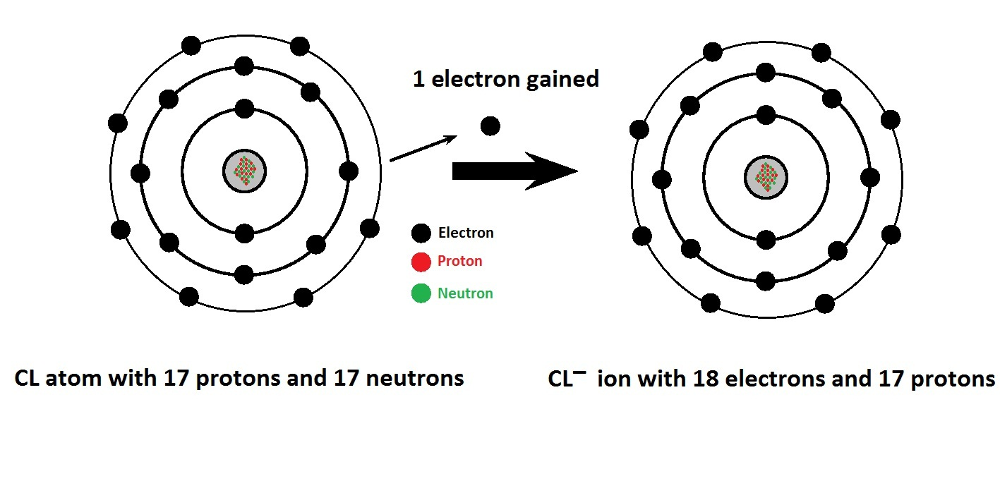 1 electron gained
Electron
Proton
Neutron
CL atom with 17 protons and 17 neutrons
CL⁻ ion with 18 electrons and 17 protons